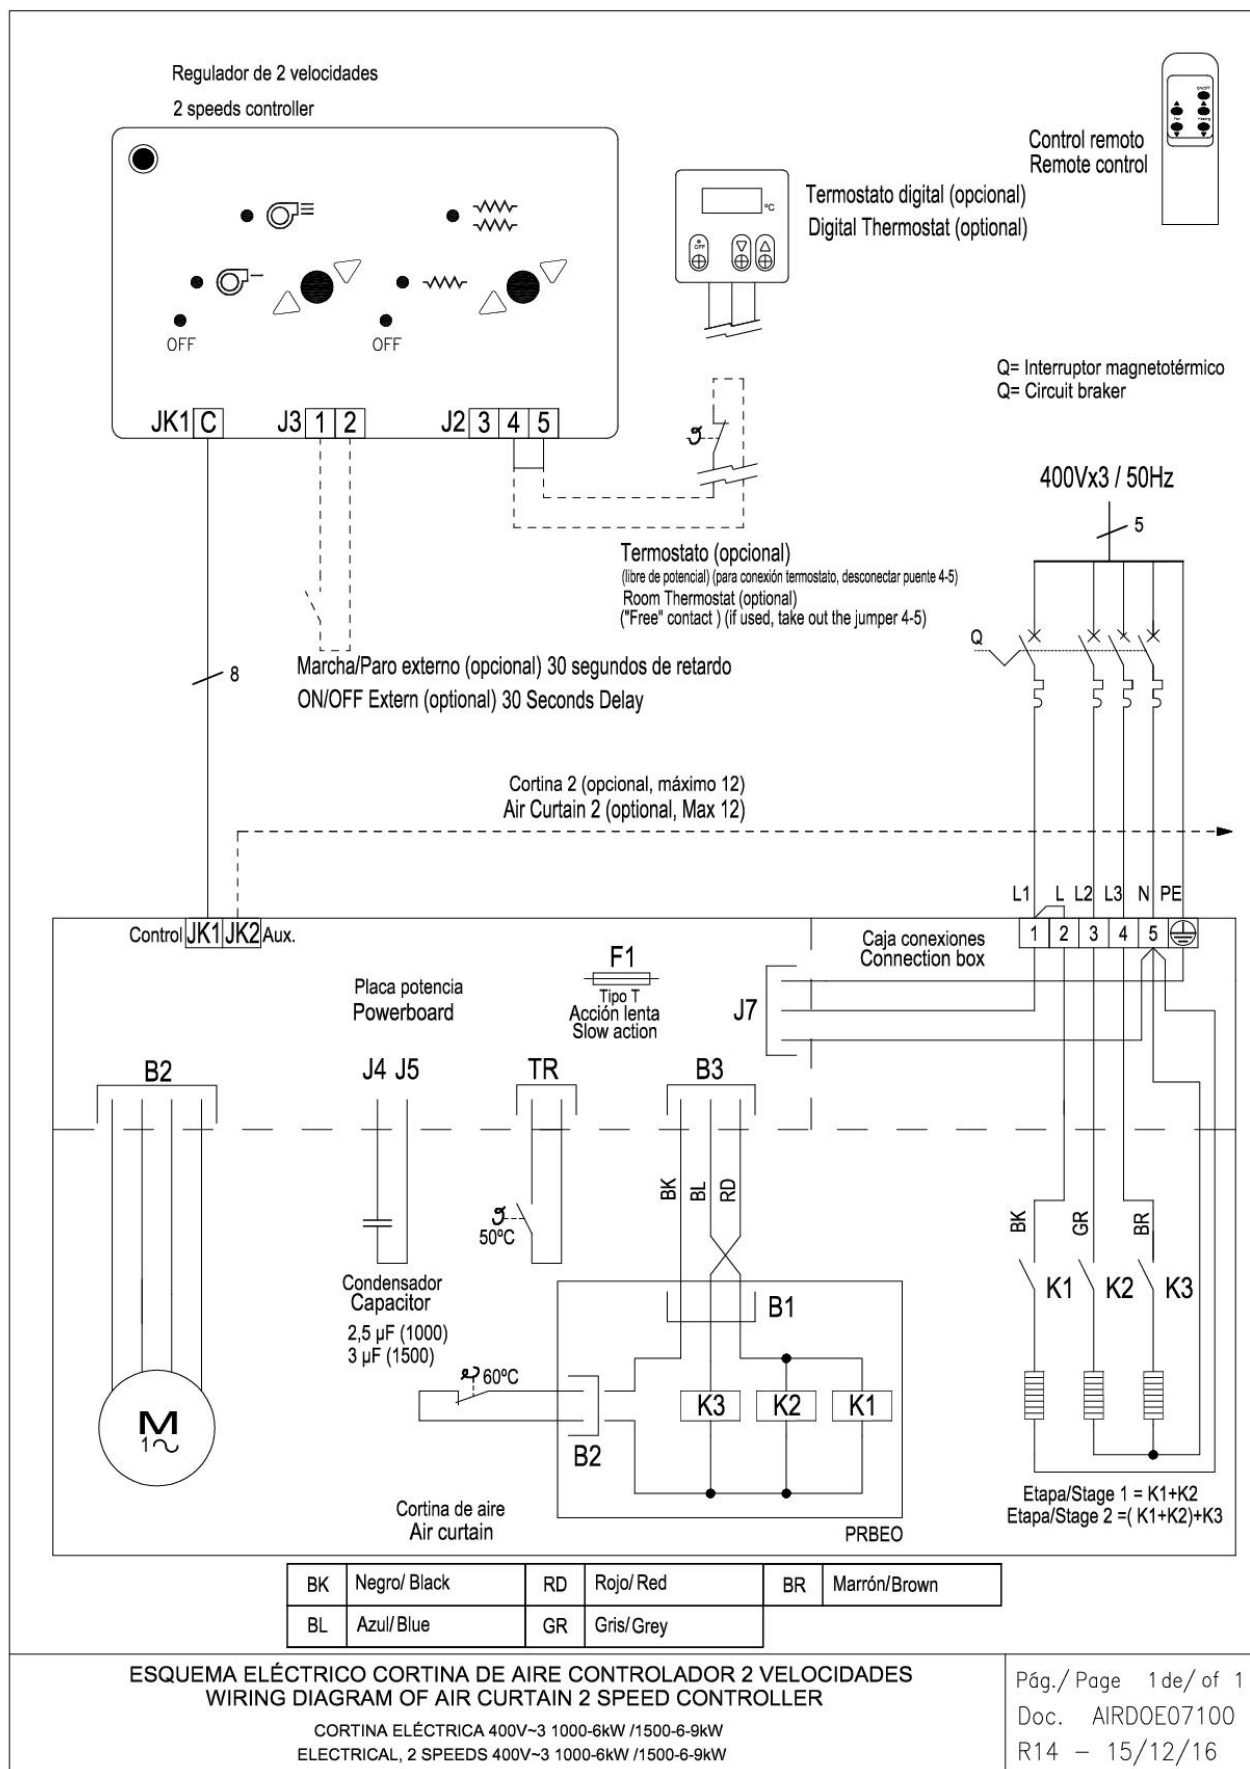 Regulador de 2 velocidades
2 speeds controller
OFF
OFF
JK1 C
J3 1 2
J2 3 4 5
ºC
OFF
Termostato digital (opcional)
Digital Thermostat (optional)
Control remoto
Remote control
ON/OFF
Q= Interruptor magnetotérmico
Q= Circuit braker
400Vx3 / 50Hz
5
Q
Termostato (opcional)
(libre de potencial) (para conexión termostato, desconectar puente 4-5)
Room Thermostat (optional)
("Free" contact ) (if used, take out the jumper 4-5)
8
Marcha/Paro externo (opcional) 30 segundos de retardo
ON/OFF Extern (optional) 30 Seconds Delay
Cortina 2 (opcional, máximo 12)
Air Curtain 2 (optional, Max 12)
L1 L L2 L3 N PE
1 2 3 4 5
Control JK1 JK2 Aux.
Caja conexiones
Connection box
Placa potencia
Powerboard
F1
Tipo T
Acción lenta
Slow action
J7
B2
J4 J5
TR
B3
BK BL RD
50ºC
BK GR BR
K1 K2 K3
Condensador
Capacitor
2,5 µF (1000)
3 µF (1500)
B1
60ºC
K3 K2 K1
B2
M
1
Cortina de aire
Air curtain
PRBEO
Etapa/Stage 1 = K1+K2
Etapa/Stage 2 =( K1+K2)+K3
BK Negro/ Black RD Rojo/ Red BR Marrón/Brown
BL Azul/ Blue GR Gris/Grey
ESQUEMA ELÉCTRICO CORTINA DE AIRE CONTROLADOR 2 VELOCIDADES
WIRING DIAGRAM OF AIR CURTAIN 2 SPEED CONTROLLER
CORTINA ELÉCTRICA 400V~3 1000-6kW /1500-6-9kW
ELECTRICAL, 2 SPEEDS 400V~3 1000-6kW /1500-6-9kW
Pág./ Page 1 de/ of 1
Doc. AIRDOE07100
R14 – 15/12/16